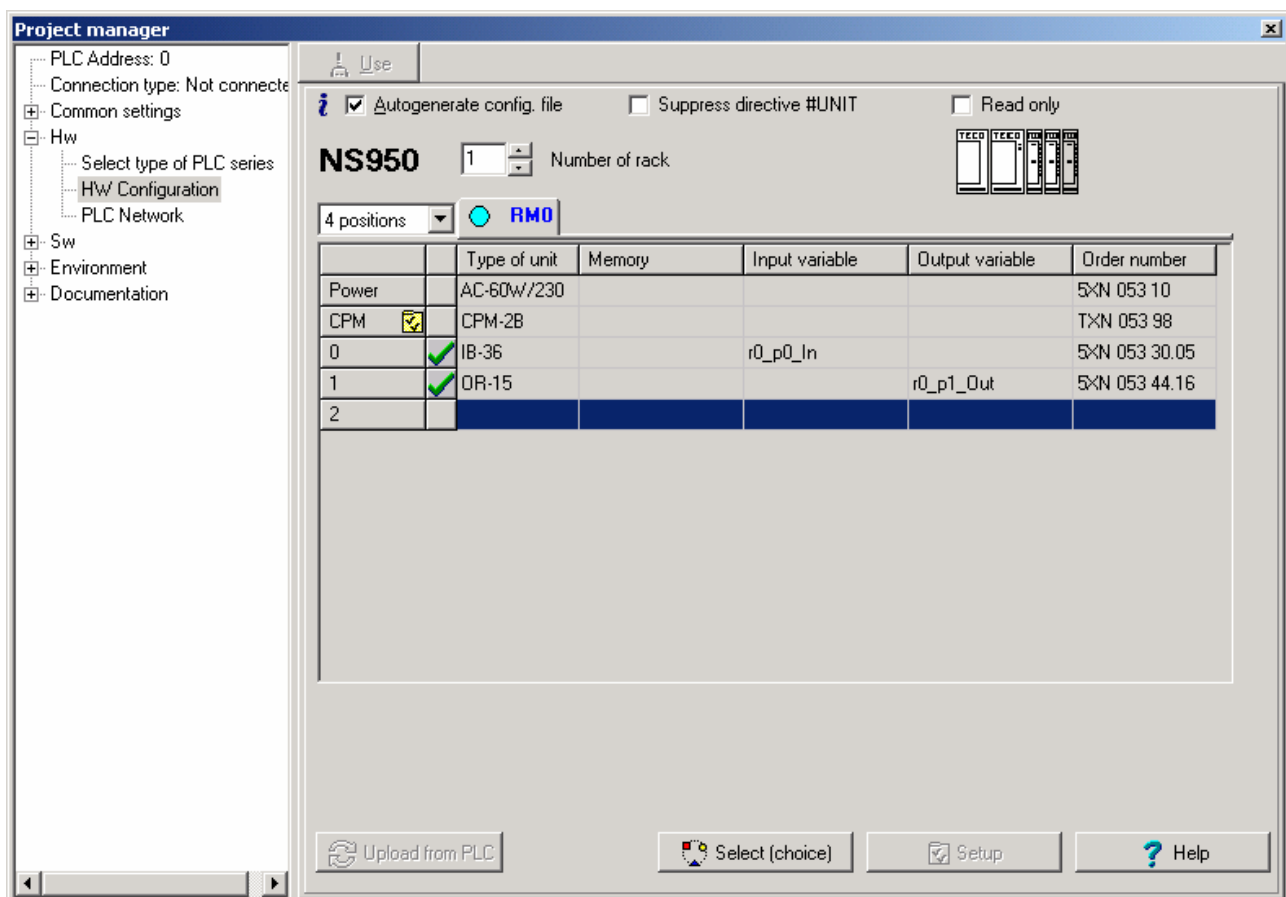 Project manager
PLC Address: 0
Connection type: Not connecte
Common settings
Hw
Select type of PLC series
HW Configuration
PLC Network
Sw
Environment
Documentation
Use
Autogenerate config. file
Suppress directive #UNIT
Read only
TECO TECO
NS950
1
Number of rack
4 positions
RM0
Type of unit Memory Input variable Output variable Order number
Power AC-60W/230 5XN 053 10
CPM CPM-2B TXN 053 98
0 IB-36 r0_p0_In 5XN 053 30.05
1 OR-15 r0_p1_Out 5XN 053 44.16
2
Upload from PLC
Select (choice)
Setup
Help